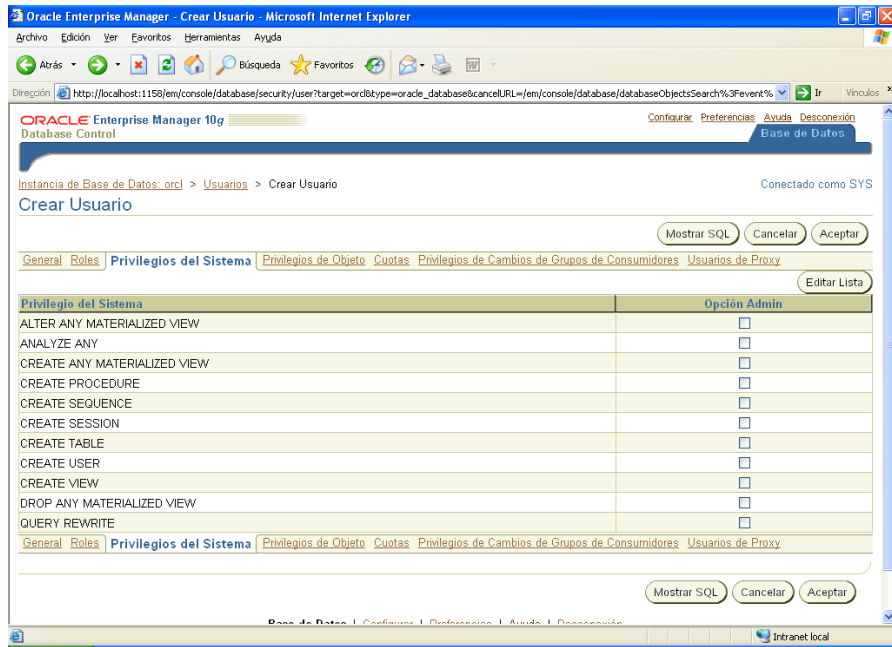 Oracle Enterprise Manager - Crear Usuario - Microsoft Internet Explorer
Archivo Edición Ver Favoritos Herramientas Ayuda
Atrás Búsqueda Favoritos
Dirección http://localhost:1158/em/console/database/security/user?target=orcl&type=oracle_database&cancelURL=/em/console/database/databaseObjectsSearch%3Fevent% Ir Vínculos »
ORACLE Enterprise Manager 10g
Database Control
Configurar Preferencias Ayuda Desconexión
Base de Datos
Instancia de Base de Datos: orcl > Usuarios > Crear Usuario
Conectado como SYS
Crear Usuario
Mostrar SQL Cancelar Aceptar
General Roles Privilegios del Sistema Privilegios de Objeto Cuotas Privilegios de Cambios de Grupos de Consumidores Usuarios de Proxy
Editar Lista
Privilegio del Sistema Opción Admin
ALTER ANY MATERIALIZED VIEW
ANALYZE ANY
CREATE ANY MATERIALIZED VIEW
CREATE PROCEDURE
CREATE SEQUENCE
CREATE SESSION
CREATE TABLE
CREATE USER
CREATE VIEW
DROP ANY MATERIALIZED VIEW
QUERY REWRITE
General Roles Privilegios del Sistema Privilegios de Objeto Cuotas Privilegios de Cambios de Grupos de Consumidores Usuarios de Proxy
Mostrar SQL Cancelar Aceptar
Base de Datos | Configurar | Preferencias | Ayuda | Desconexión
Intranet local